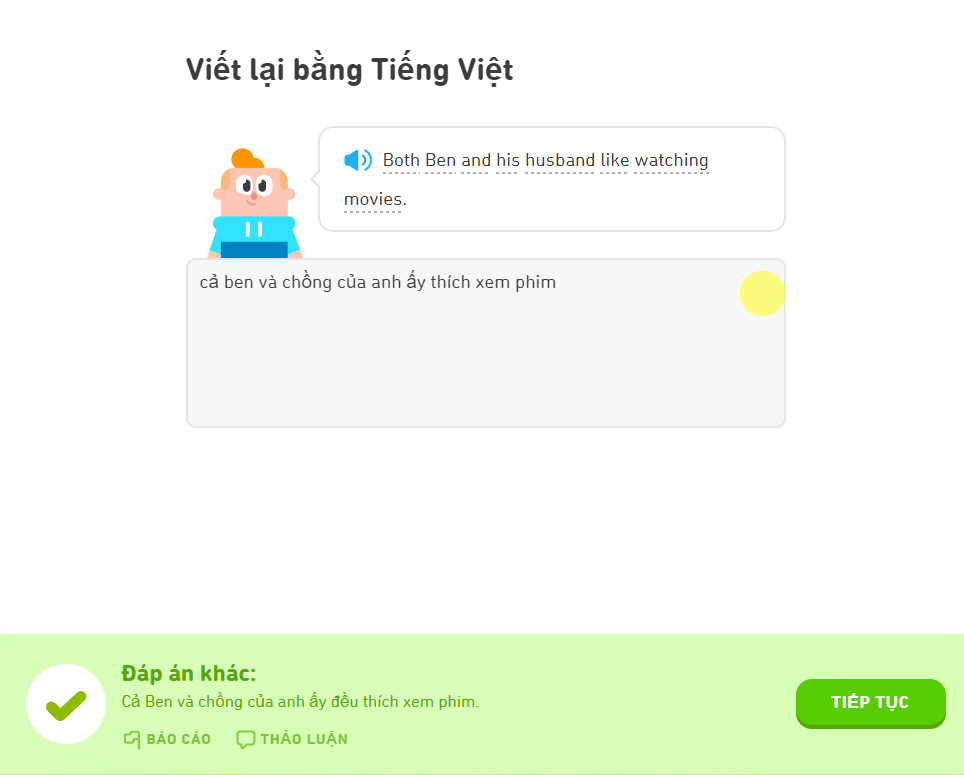 Viết lại bằng Tiếng Việt
Both Ben and his husband like watching
movies.
cả ben và chồng của anh ấy thích xem phim
Đáp án khác:
Cả Ben và chồng của anh ấy đều thích xem phim.
BÁO CÁO
THẢO LUẬN
TIẾP TỤC